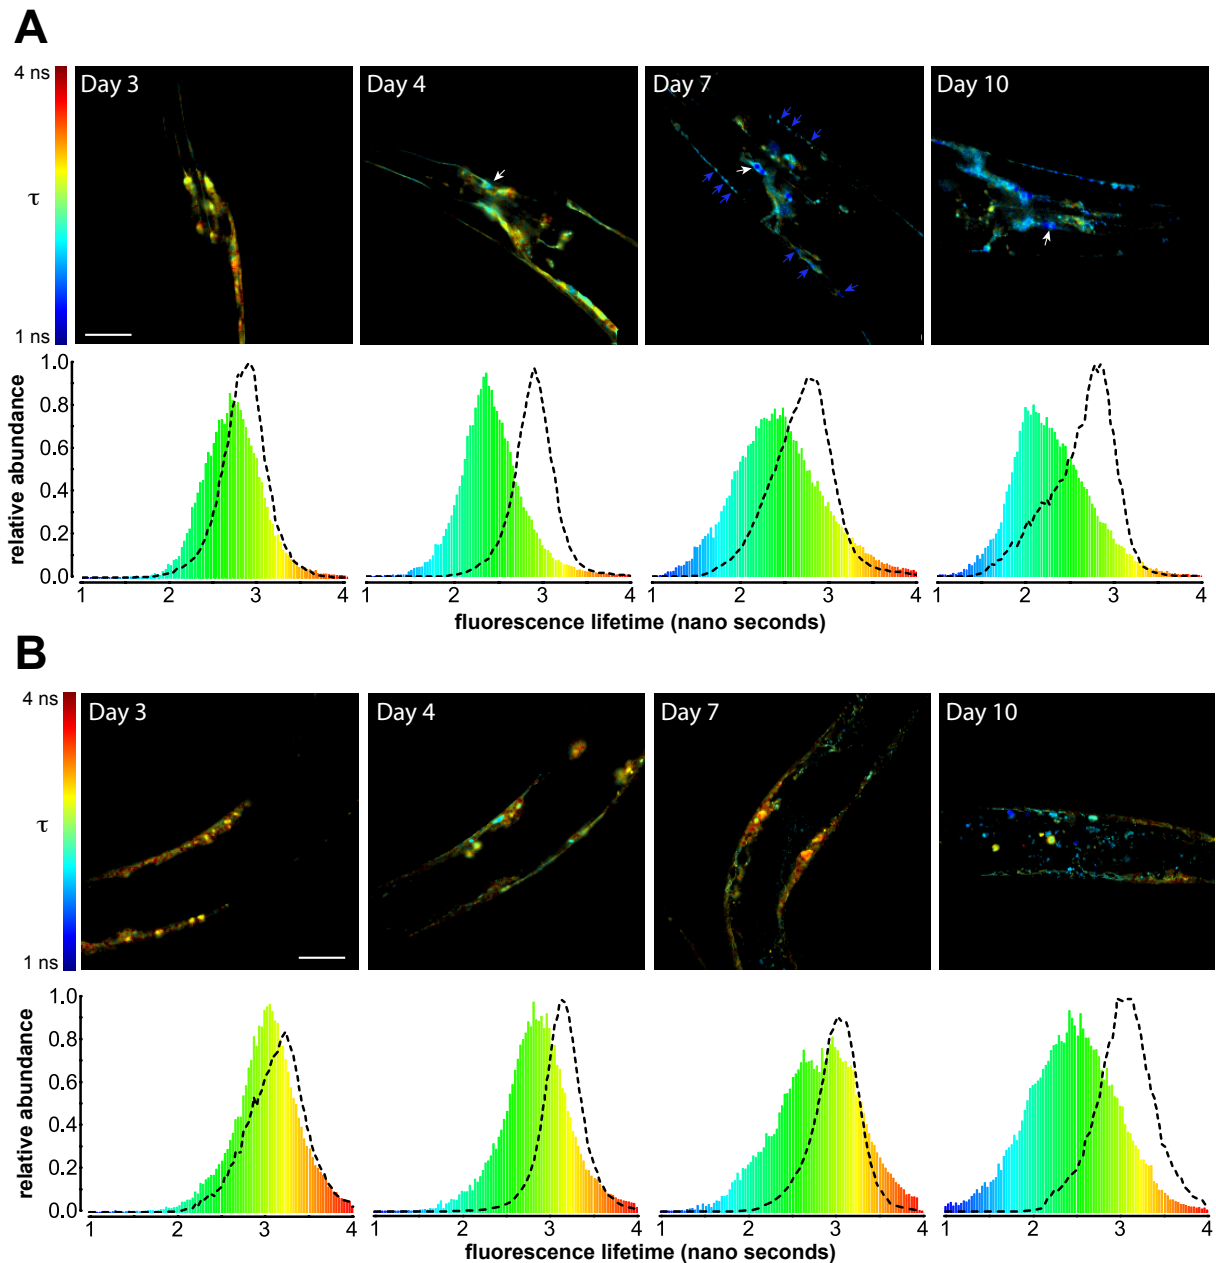 A
4 ns
τ
1 ns
Day 3
Day 4
Day 7
Day 10
relative abundance
1.0
0.8
0.6
0.4
0.2
0.0
1 2 3 4
1 2 3 4
1 2 3 4
1 2 3 4
fluorescence lifetime (nano seconds)
B
4 ns
τ
1 ns
Day 3
Day 4
Day 7
Day 10
relative abundance
1.0
0.8
0.6
0.4
0.2
0.0
1 2 3 4
2 3 4
1 2 3 4
1 2 3 4
fluorescence lifetime (nano seconds)